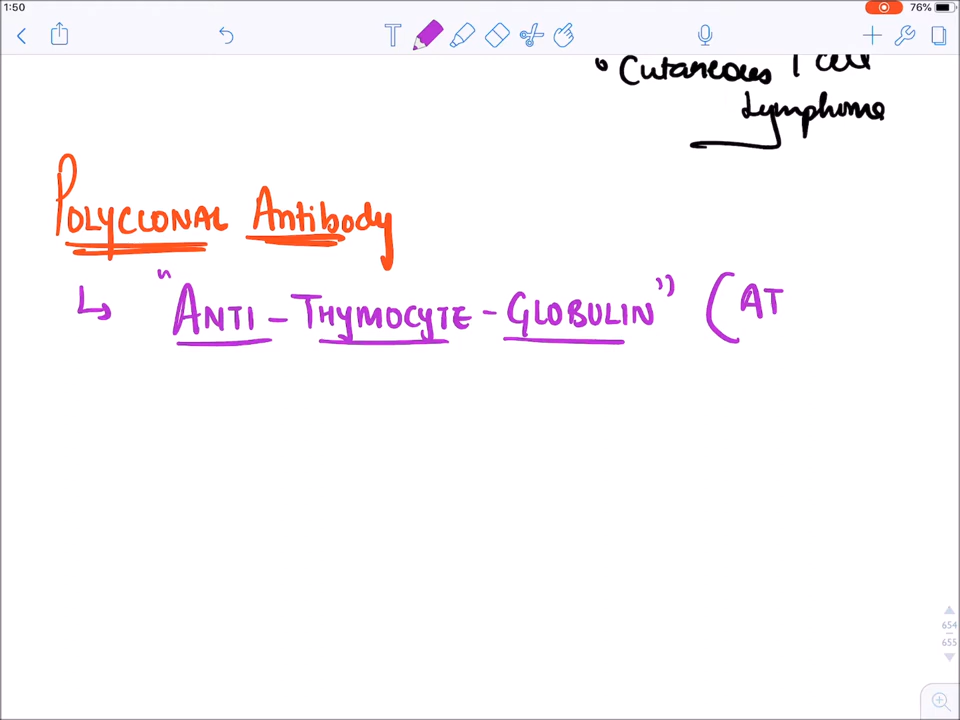 1:50
76%
T
• Cutaneous T cell
Lymphoma
POLYCLONAL Antibody
↳ "ANTI - THYMOCYTE - GLOBULIN" (AT
654
655